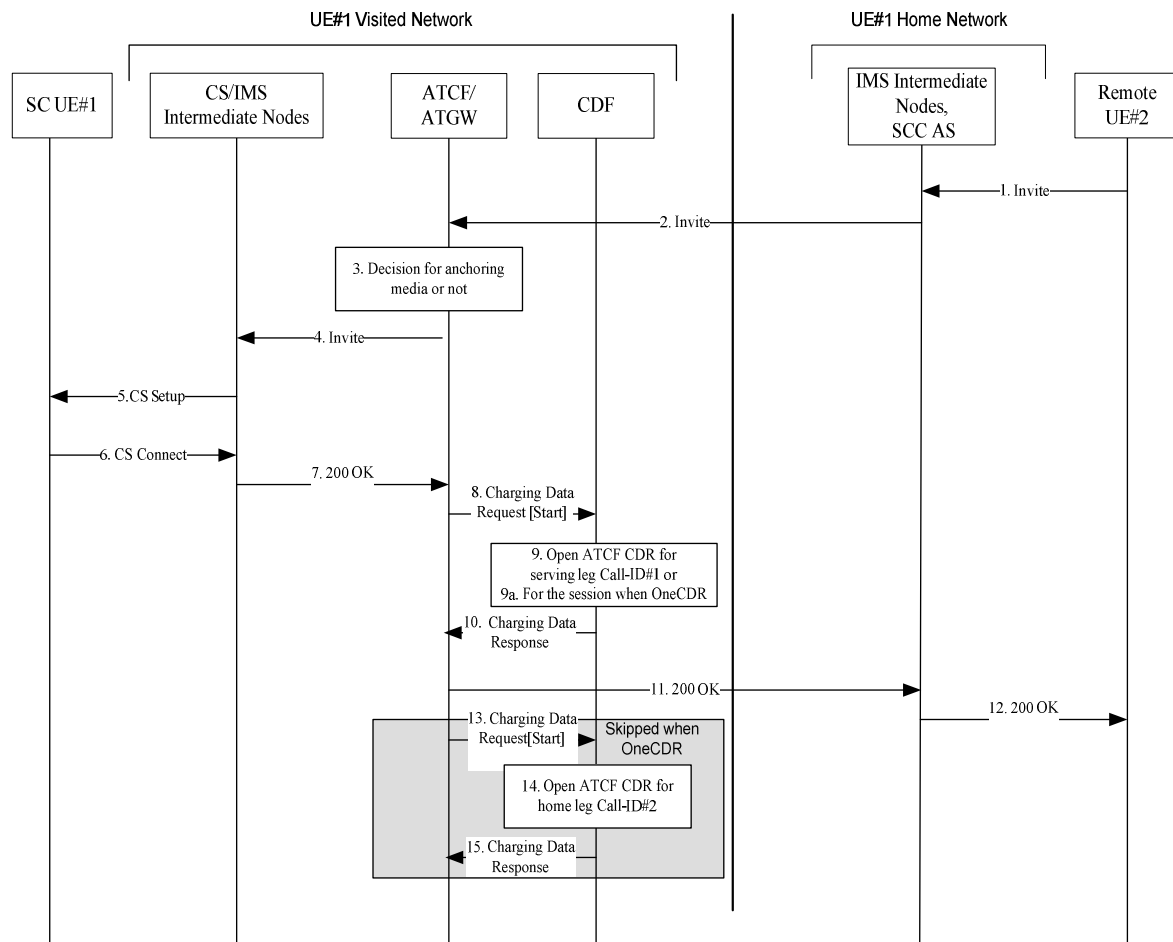 UE#1 Visited Network
UE#1 Home Network
SC UE#1
CS/IMS
Intermediate Nodes
ATCF/
ATGW
CDF
IMS Intermediate
Nodes,
SCC AS
Remote
UE#2
1. Invite
2. Invite
3. Decision for anchoring
media or not
4. Invite
5.CS Setup
6. CS Connect
7. 200 OK
8. Charging Data
Request [Start]
9. Open ATCF CDR for
serving leg Call-ID#1 or
9a. For the session when OneCDR
10. Charging Data
Response
11. 200 OK
12. 200 OK
13. Charging Data
Request[Start]
Skipped when
OneCDR
14. Open ATCF CDR for
home leg Call-ID#2
15. Charging Data
Response